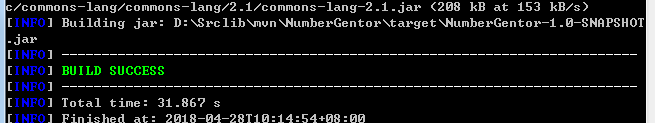 c/commons-lang/commons-lang/2.1/commons-lang-2.1.jar (208 kB at 153 kB/s)
[INFO] Building jar: D:\Srclib\mvn\NumberGentor\target\NumberGentor-1.0-SNAPSHOT
.jar
[INFO] ------------------------------------------------------------------------
[INFO] BUILD SUCCESS
[INFO] ------------------------------------------------------------------------
[INFO] Total time: 31.867 s
[INFO] Finished at: 2018-04-28T10:14:54+08:00